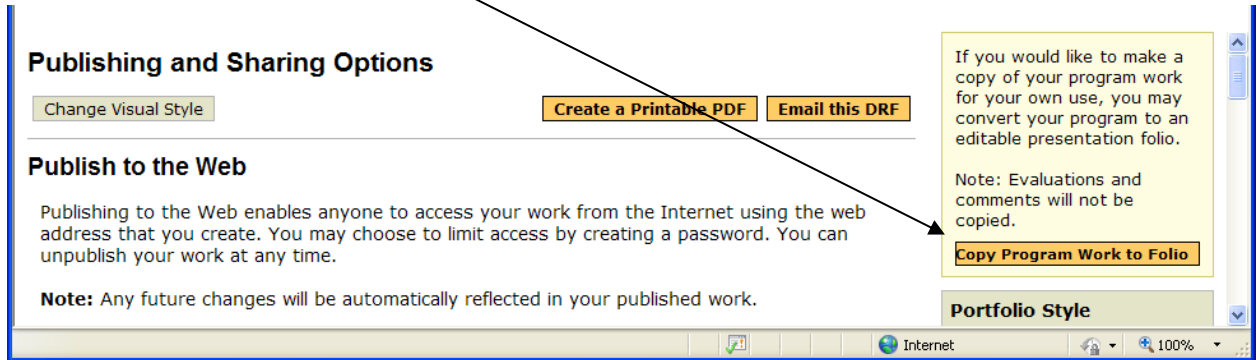 Publishing and Sharing Options
Change Visual Style
Create a Printable PDF
Email this DRF
Publish to the Web
Publishing to the Web enables anyone to access your work from the Internet using the web
address that you create. You may choose to limit access by creating a password. You can
unpublish your work at any time.
Note: Any future changes will be automatically reflected in your published work.
If you would like to make a
copy of your program work
for your own use, you may
convert your program to an
editable presentation folio.
Note: Evaluations and
comments will not be
copied.
Copy Program Work to Folio
Portfolio Style
Internet
100%